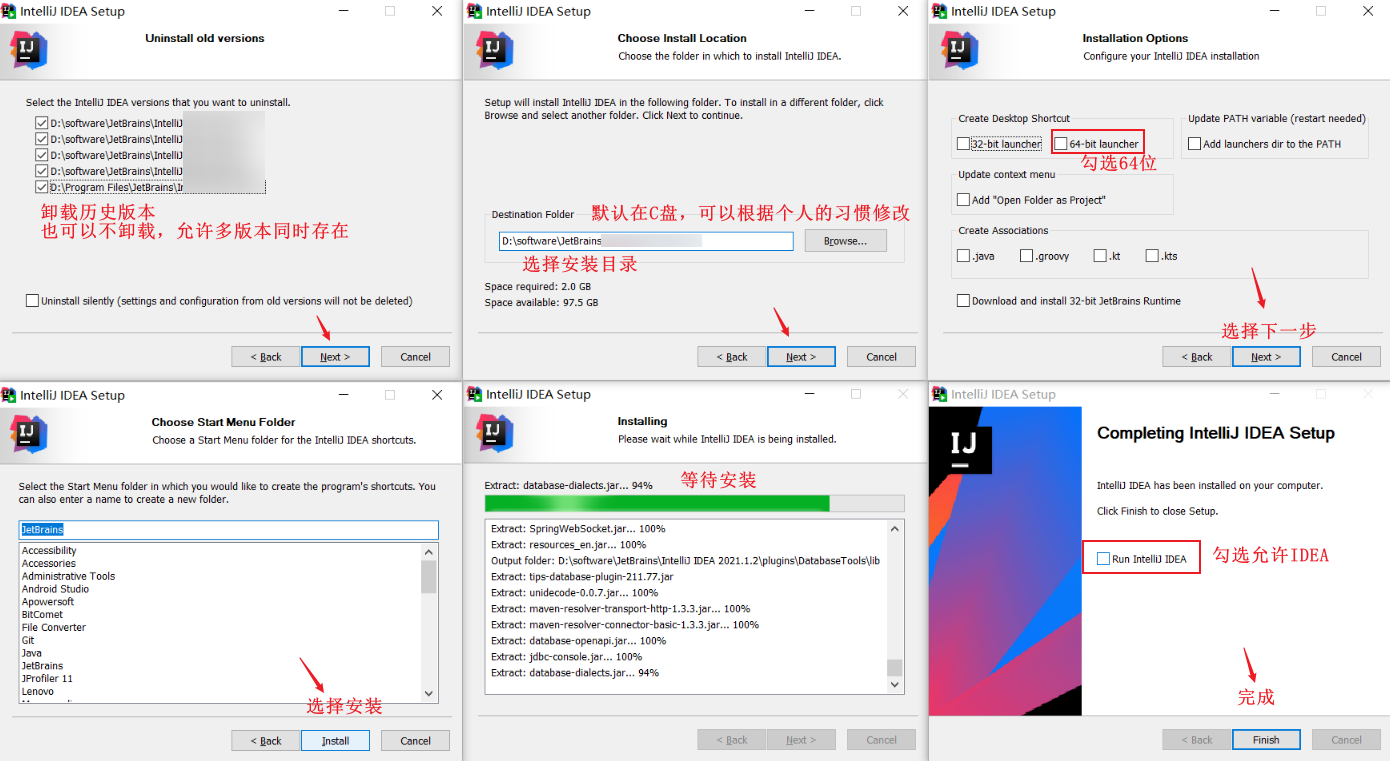 IntelliJ IDEA Setup
Uninstall old versions
Select the IntelliJ IDEA versions that you want to uninstall.
D:\software\JetBrains\IntelliJ
D:\software\JetBrains\IntelliJ
D:\software\JetBrains\IntelliJ
D:\software\JetBrains\IntelliJ
D:\Program Files\JetBrains\In
卸载历史版本
也可以不卸载，允许多版本同时存在
Uninstall silently (settings and configuration from old versions will not be deleted)
< Back Next > Cancel
IntelliJ IDEA Setup
Choose Install Location
Choose the folder in which to install IntelliJ IDEA.
Setup will install IntelliJ IDEA in the following folder. To install in a different folder, click
Browse and select another folder. Click Next to continue.
Destination Folder 默认在C盘，可以根据个人的习惯修改
D:\software\JetBrains Browse...
选择安装目录
Space required: 2.0 GB
Space available: 97.5 GB
< Back Next > Cancel
IntelliJ IDEA Setup
Installation Options
Configure your IntelliJ IDEA installation
Create Desktop Shortcut Update PATH variable (restart needed)
32-bit launcher 64-bit launcher Add launchers dir to the PATH
勾选64位
Update context menu
Add "Open Folder as Project"
Create Associations
.java .groovy .kt .kts
Download and install 32-bit JetBrains Runtime
选择下一步
< Back Next > Cancel
IntelliJ IDEA Setup
IJ
Choose Start Menu Folder
Choose a Start Menu folder for the IntelliJ IDEA shortcuts.
Select the Start Menu folder in which you would like to create the program's shortcuts. You
can also enter a name to create a new folder.
JetBrains
Accessibility
Accessories
Administrative Tools
Android Studio
Apowersoft
BitComet
File Converter
Git
Java
JetBrains
JProfiler 11
Lenovo
选择安装
< Back Install Cancel
IntelliJ IDEA Setup
IJ
Installing
Please wait while IntelliJ IDEA is being installed.
Extract: database-dialects.jar... 94% 等待安装
Extract: SpringWebSocket.jar... 100%
Extract: resources_en.jar... 100%
Output folder: D:\software\JetBrains\IntelliJ IDEA 2021.1.2\plugins\DatabaseTools\lib
Extract: tips-database-plugin-211.77.jar
Extract: unidecode-0.0.7.jar... 100%
Extract: maven-resolver-transport-http-1.3.3.jar... 100%
Extract: maven-resolver-connector-basic-1.3.3.jar... 100%
Extract: database-openapi.jar... 100%
Extract: jdbc-console.jar... 100%
Extract: database-dialects.jar... 94%
< Back Next > Cancel
IntelliJ IDEA Setup
IJ
Completing IntelliJ IDEA Setup
IntelliJ IDEA has been installed on your computer.
Click Finish to close Setup.
Run IntelliJ IDEA 勾选允许IDEA
完成
< Back Finish Cancel